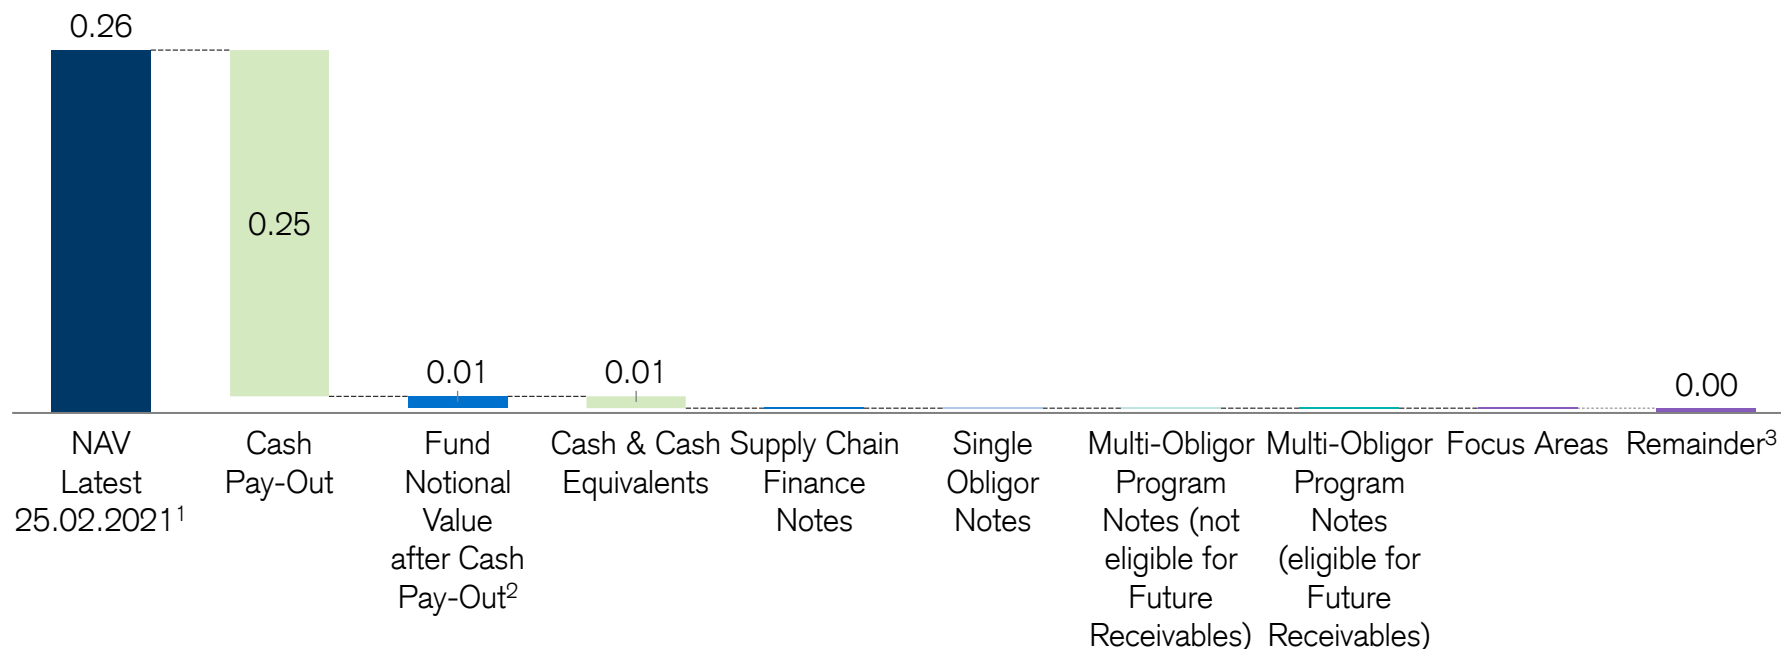 0.26
0.25
0.01
0.01
0.00
NAV
Latest
25.02.2021¹
Cash
Pay-Out
Fund
Notional
Value
after Cash
Pay-Out²
Cash & Cash
Equivalents
Supply Chain
Finance
Notes
Single
Obligor
Notes
Multi-Obligor
Program
Notes (not
eligible for
Future
Receivables)
Multi-Obligor
Program
Notes
(eligible for
Future
Receivables)
Focus Areas
Remainder³